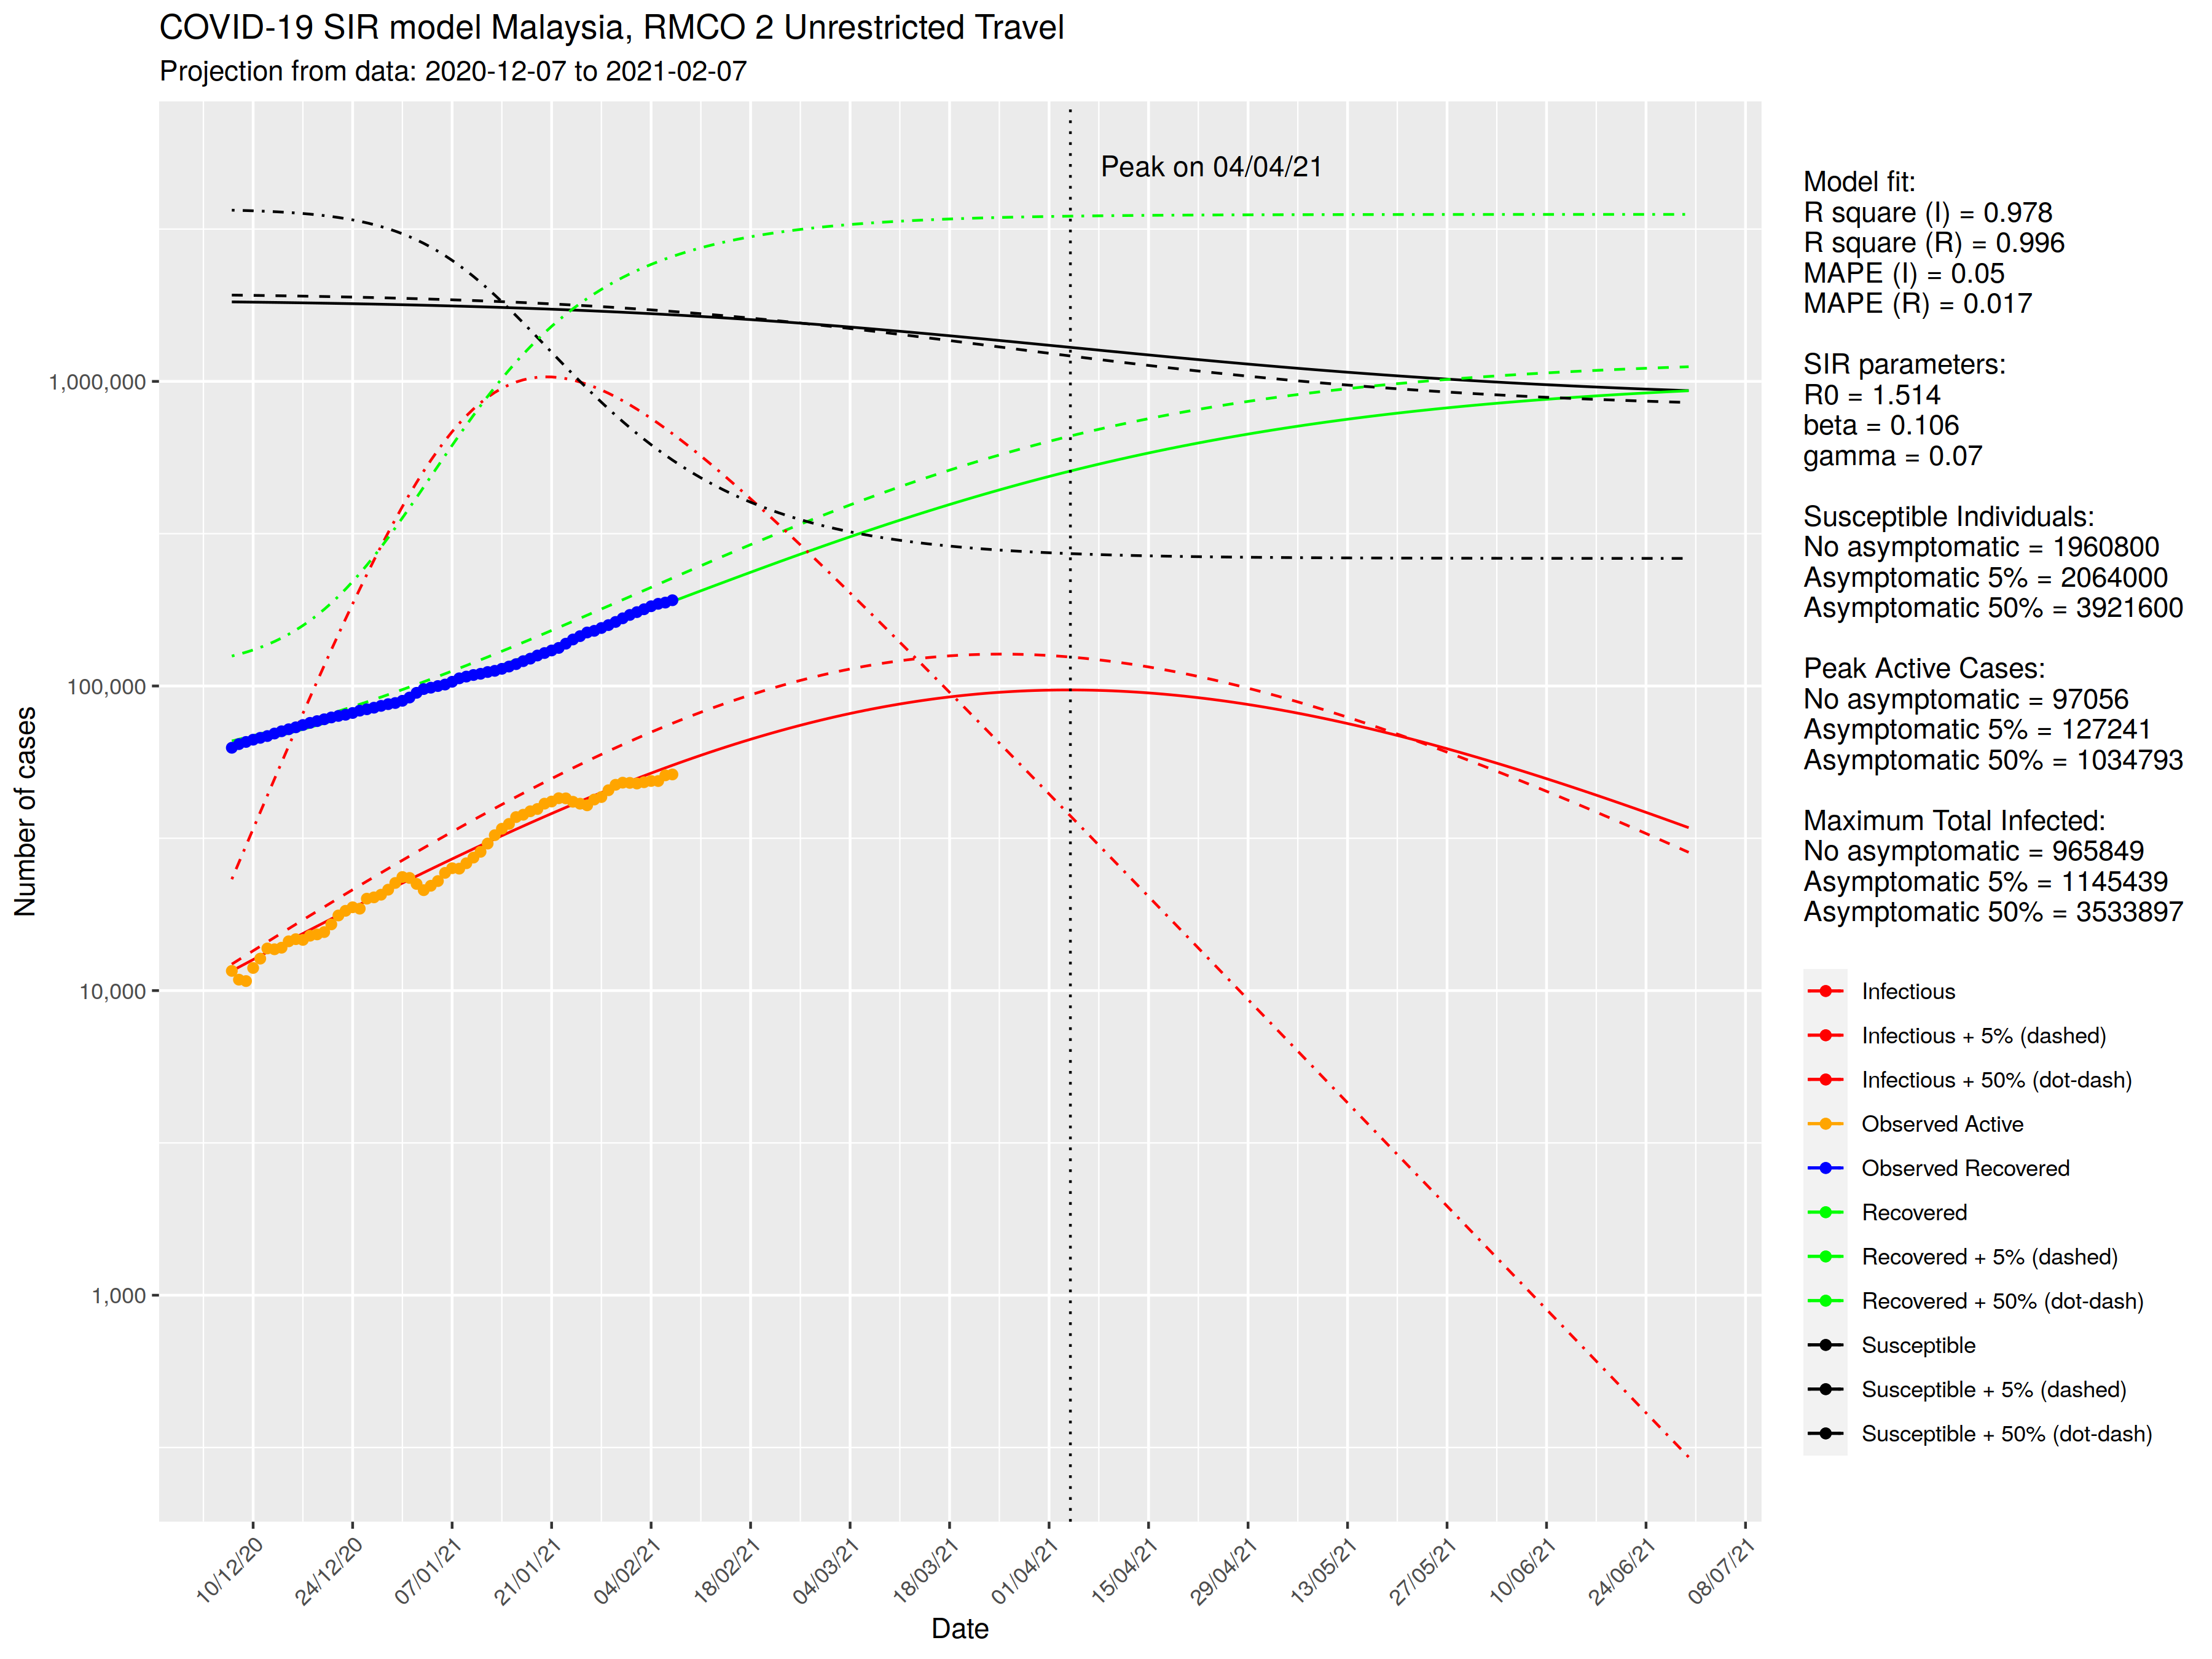 COVID-19 SIR model Malaysia, RMCO 2 Unrestricted Travel
Projection from data: 2020-12-07 to 2021-02-07
Peak on 04/04/21
Number of cases
1,000,000
100,000
10,000
1,000
10/12/20
24/12/20
07/01/21
21/01/21
04/02/21
18/02/21
04/03/21
18/03/21
01/04/21
15/04/21
29/04/21
13/05/21
27/05/21
10/06/21
24/06/21
08/07/21
Date
Model fit:
R square (I) = 0.978
R square (R) = 0.996
MAPE (I) = 0.05
MAPE (R) = 0.017
SIR parameters:
R0 = 1.514
beta = 0.106
gamma = 0.07
Susceptible Individuals:
No asymptomatic = 1960800
Asymptomatic 5% = 2064000
Asymptomatic 50% = 3921600
Peak Active Cases:
No asymptomatic = 97056
Asymptomatic 5% = 127241
Asymptomatic 50% = 1034793
Maximum Total Infected:
No asymptomatic = 965849
Asymptomatic 5% = 1145439
Asymptomatic 50% = 3533897
Infectious
Infectious + 5% (dashed)
Infectious + 50% (dot-dash)
Observed Active
Observed Recovered
Recovered
Recovered + 5% (dashed)
Recovered + 50% (dot-dash)
Susceptible
Susceptible + 5% (dashed)
Susceptible + 50% (dot-dash)